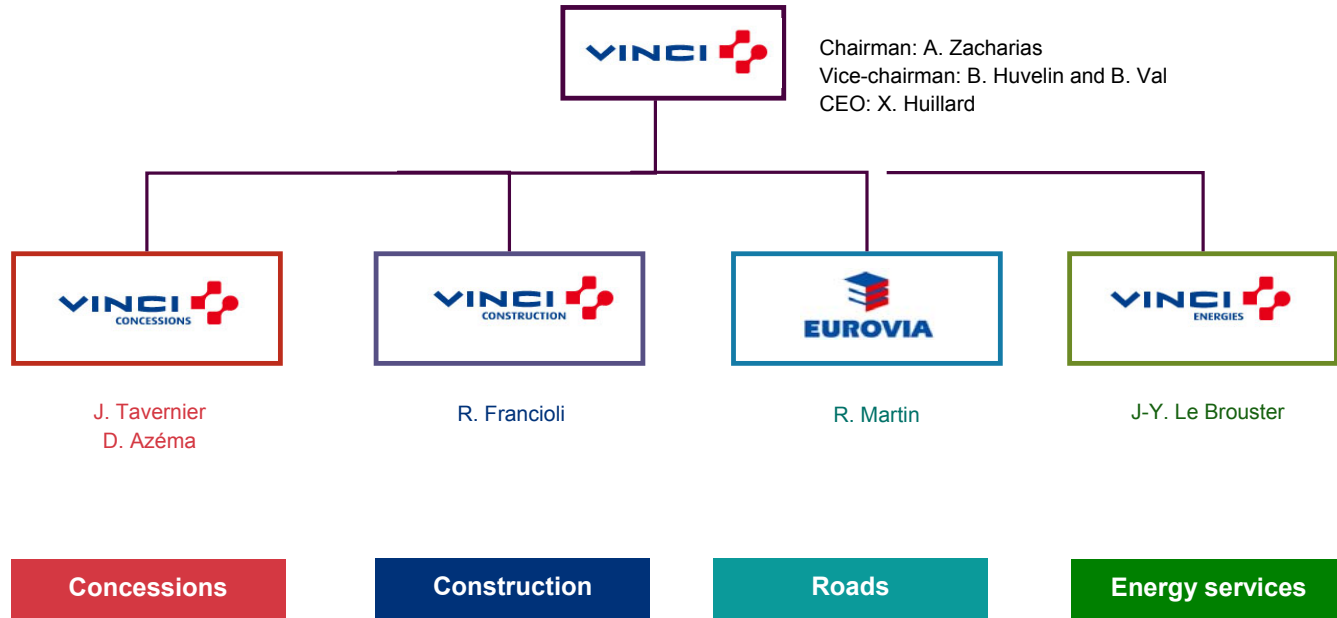 VINCI
Chairman: A. Zacharias
Vice-chairman: B. Huvelin and B. Val
CEO: X. Huillard
VINCI
CONCESSIONS
VINCI
CONSTRUCTION
EUROVIA
VINCI
ENERGIES
J. Tavernier
D. Azéma
R. Francioli
R. Martin
J-Y. Le Brouster
Concessions
Construction
Roads
Energy services